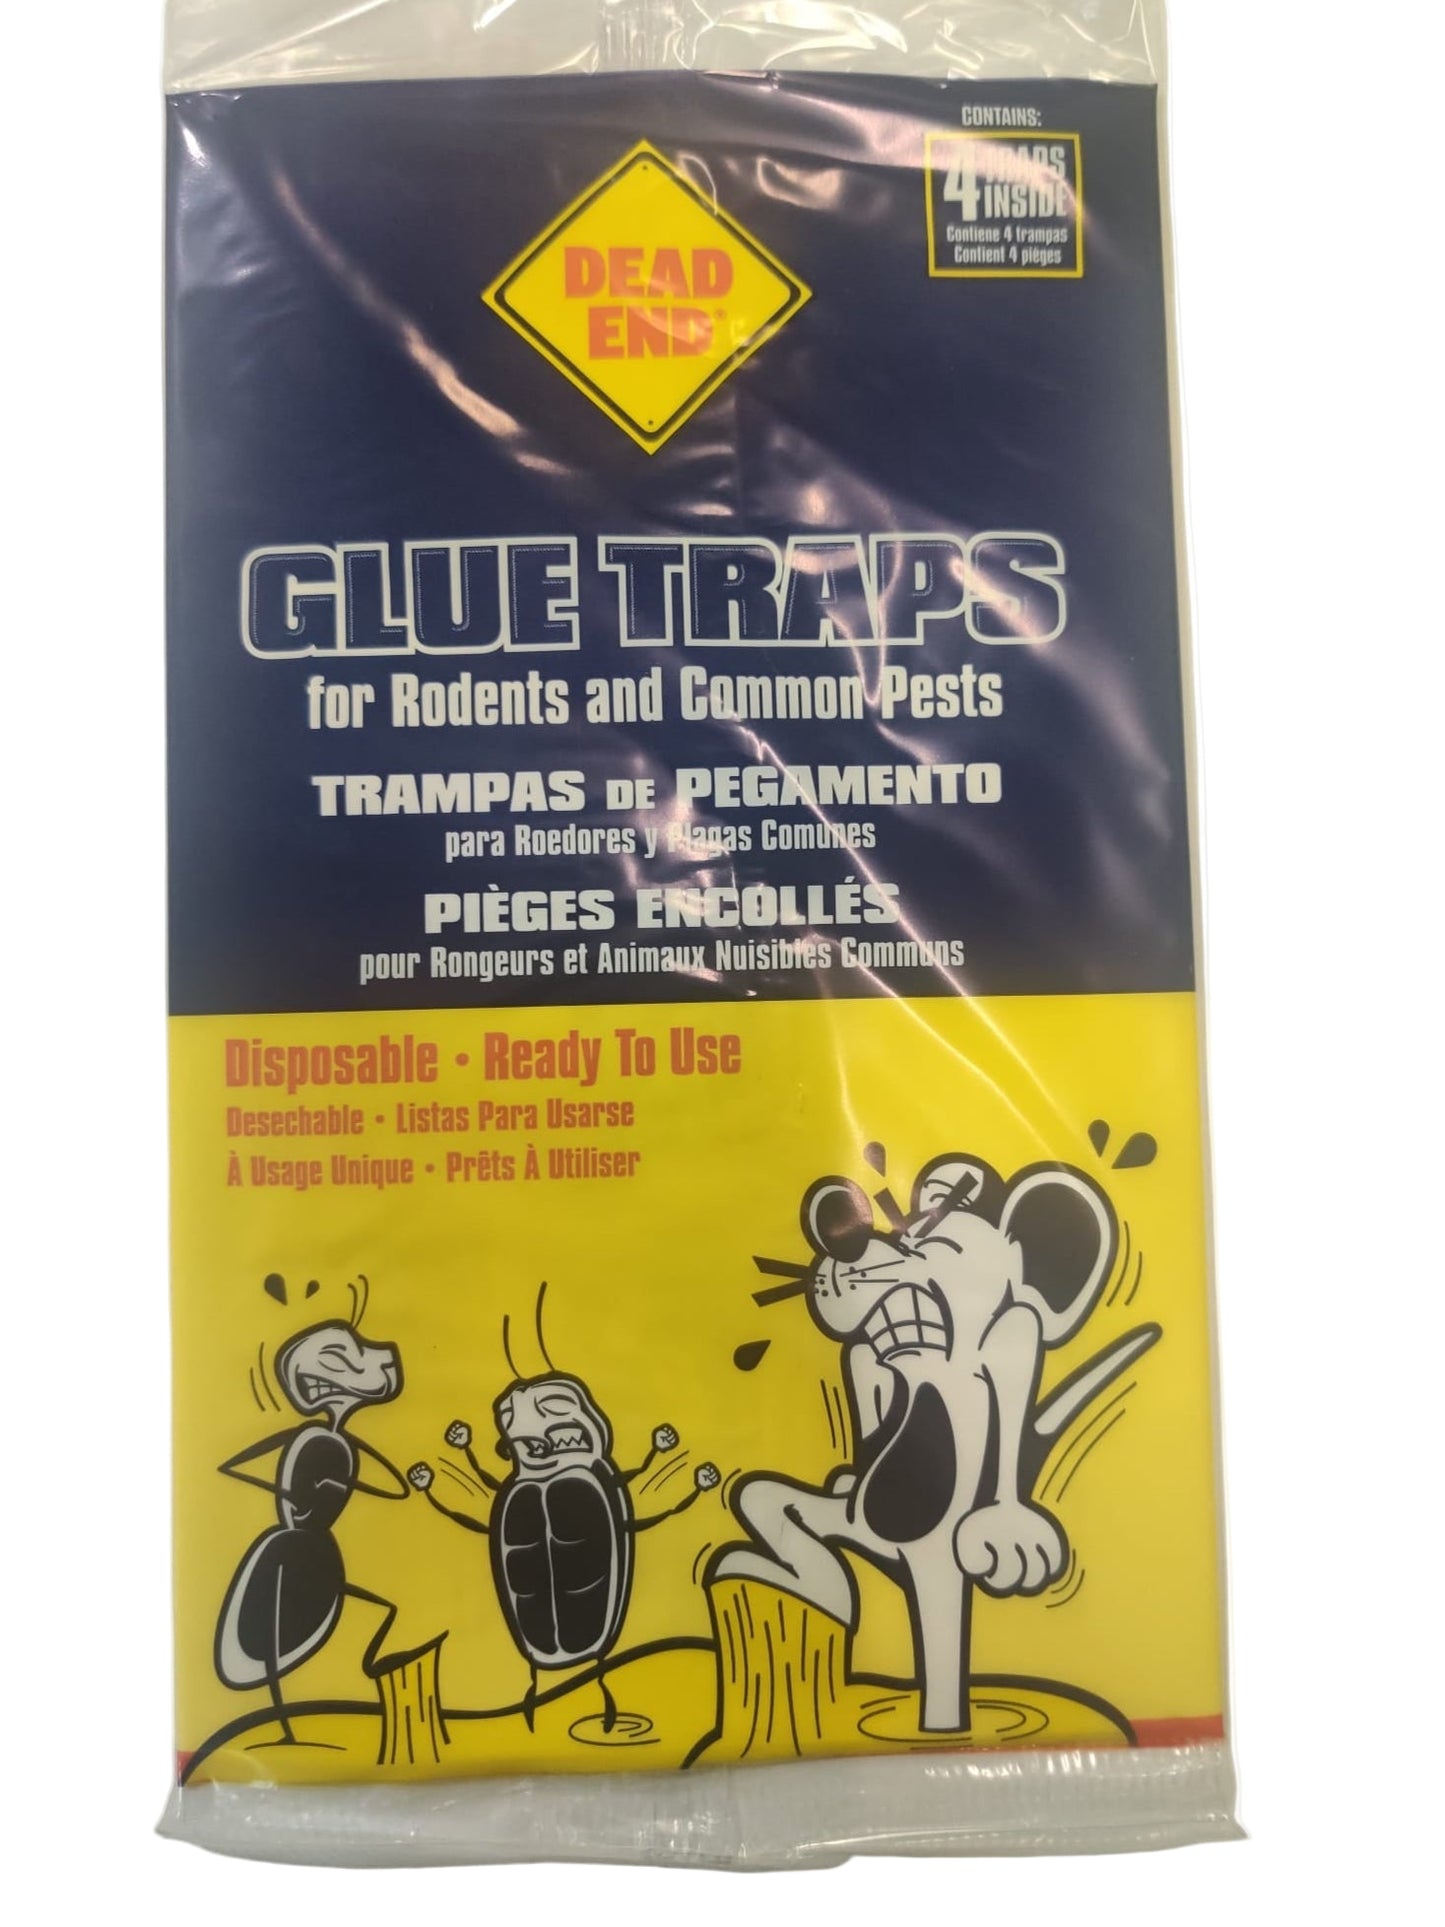 CONTAINS:
4 TRAPS
INSIDE
Contiene 4 trampas
Contient 4 pièges
DEAD
END®
GLUE TRAPS
for Rodents and Common Pests
TRAMPAS DE PEGAMENTO
para Roedores y Plagas Comunes
PIÈGES ENCOLLÉS
pour Rongeurs et Animaux Nuisibles Communs
Disposable • Ready To Use
Desechable • Listas Para Usarse
À Usage Unique • Prêts À Utiliser